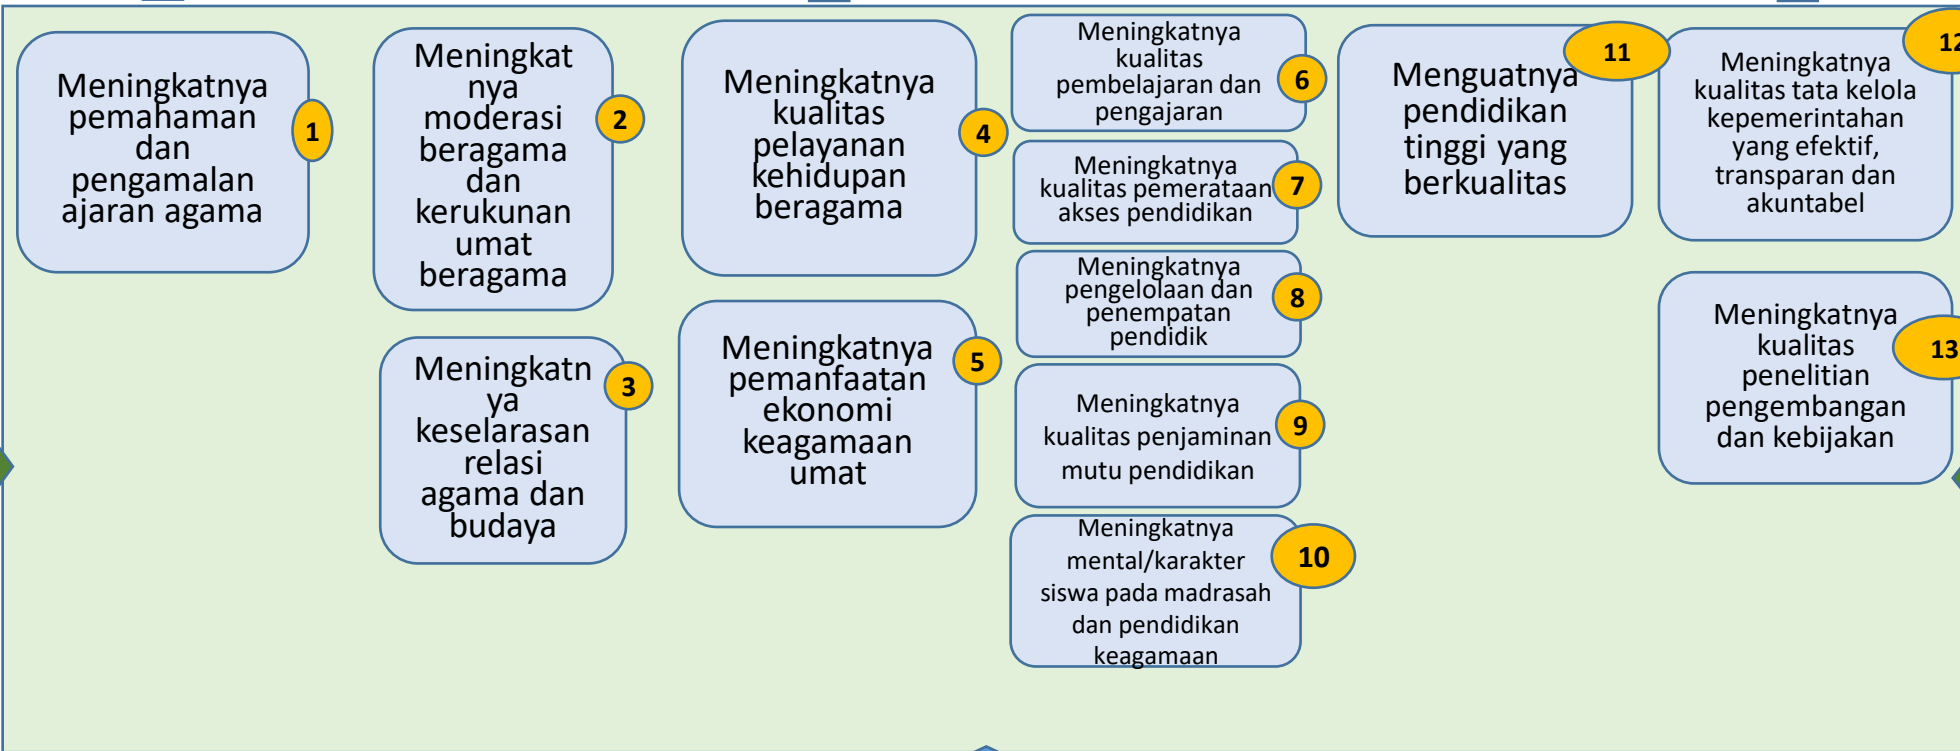 Meningkatnya
pemahaman
dan
pengamalan
ajaran agama
1
Meningkat
nya
moderasi
beragama
dan
kerukunan
umat
beragama
2
Meningkatn
ya
keselarasan
relasi
agama dan
budaya
3
Meningkatnya
kualitas
pelayanan
kehidupan
beragama
4
Meningkatnya
pemanfaatan
ekonomi
keagamaan
umat
5
Meningkatnya
kualitas
pembelajaran dan
pengajaran
6
Meningkatnya
kualitas pemerataan
akses pendidikan
7
Meningkatnya
pengelolaan dan
penempatan
pendidik
8
Meningkatnya
kualitas penjaminan
mutu pendidikan
9
Meningkatnya
mental/karakter
siswa pada madrasah
dan pendidikan
keagamaan
10
Menguatnya
pendidikan
tinggi yang
berkualitas
11
Meningkatnya
kualitas tata kelola
kepemerintahan
yang efektif,
transparan dan
akuntabel
12
Meningkatnya
kualitas
penelitian
pengembangan
dan kebijakan
13